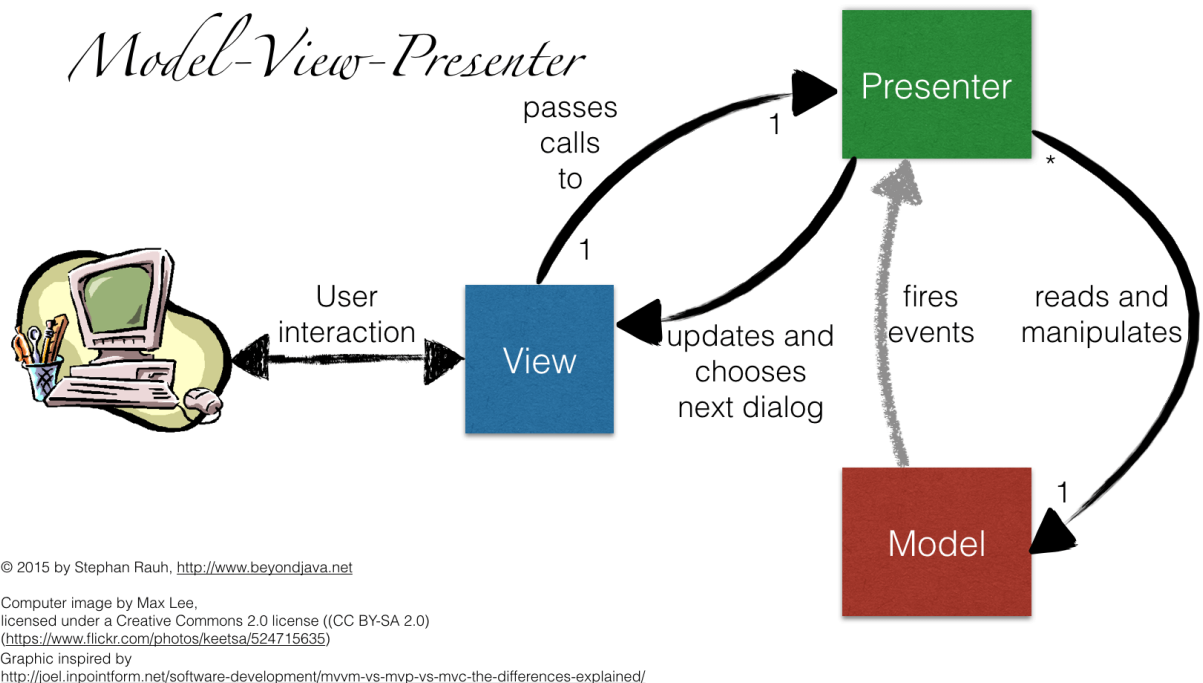 Model-View-Presenter
passes
calls
to
1
1
Presenter
*
User
interaction
View
updates and
chooses
next dialog
fires
events
reads and
manipulates
1
Model
© 2015 by Stephan Rauh, http://www.beyondjava.net
Computer image by Max Lee,
licensed under a Creative Commons 2.0 license ((CC BY-SA 2.0)
(https://www.flickr.com/photos/keetsa/524715635)
Graphic inspired by
http://joel.inpointform.net/software-development/mvvm-vs-mvp-vs-mvc-the-differences-explained/